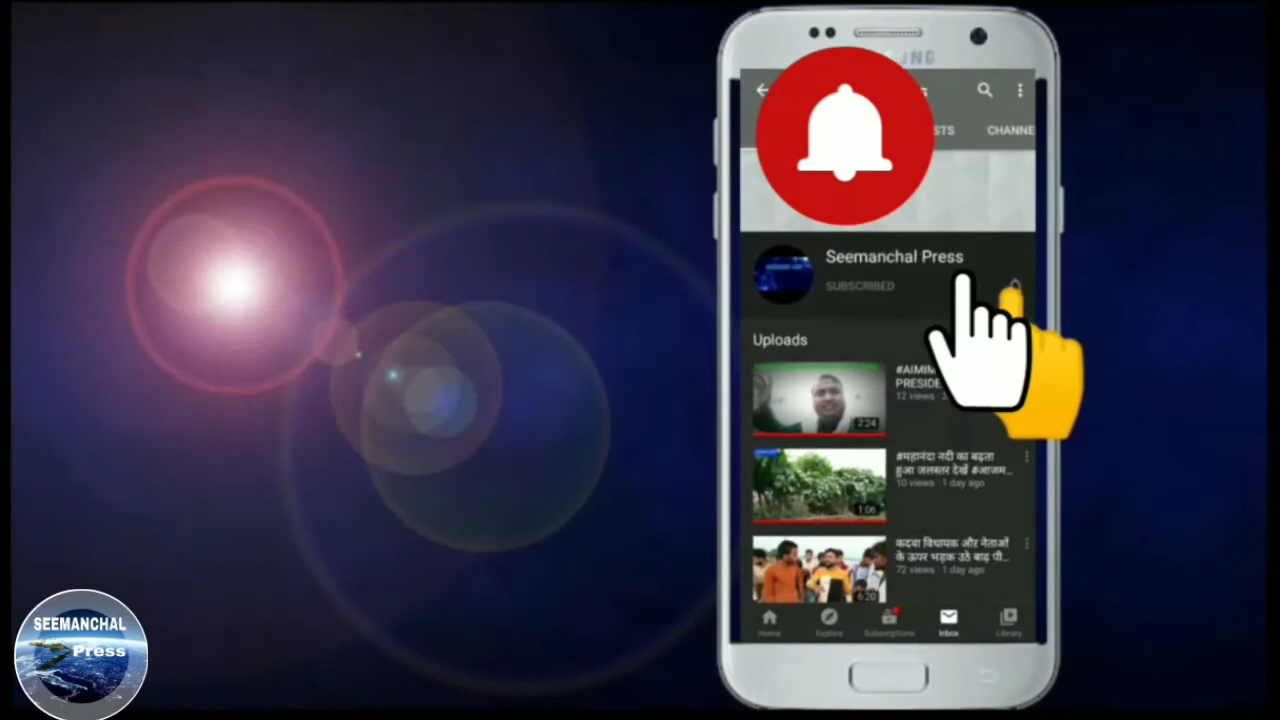 Seemanchal Press
SUBSCRIBED
Uploads
#AIMIM
PRESIDE
12 views
2:24
#महानंदा नदी का बढ़ता
हुआ जलस्तर देखें #आजम...
10 views · 1 day ago
1:06
कदवा विधायक और नेताओं
के ऊपर भड़क उठे बाढ़ पी...
72 views · 1 day ago
6:20
Home
Explore
Subscriptions
Inbox
Library
CHANNE
STS
SEEMANCHAL
Press